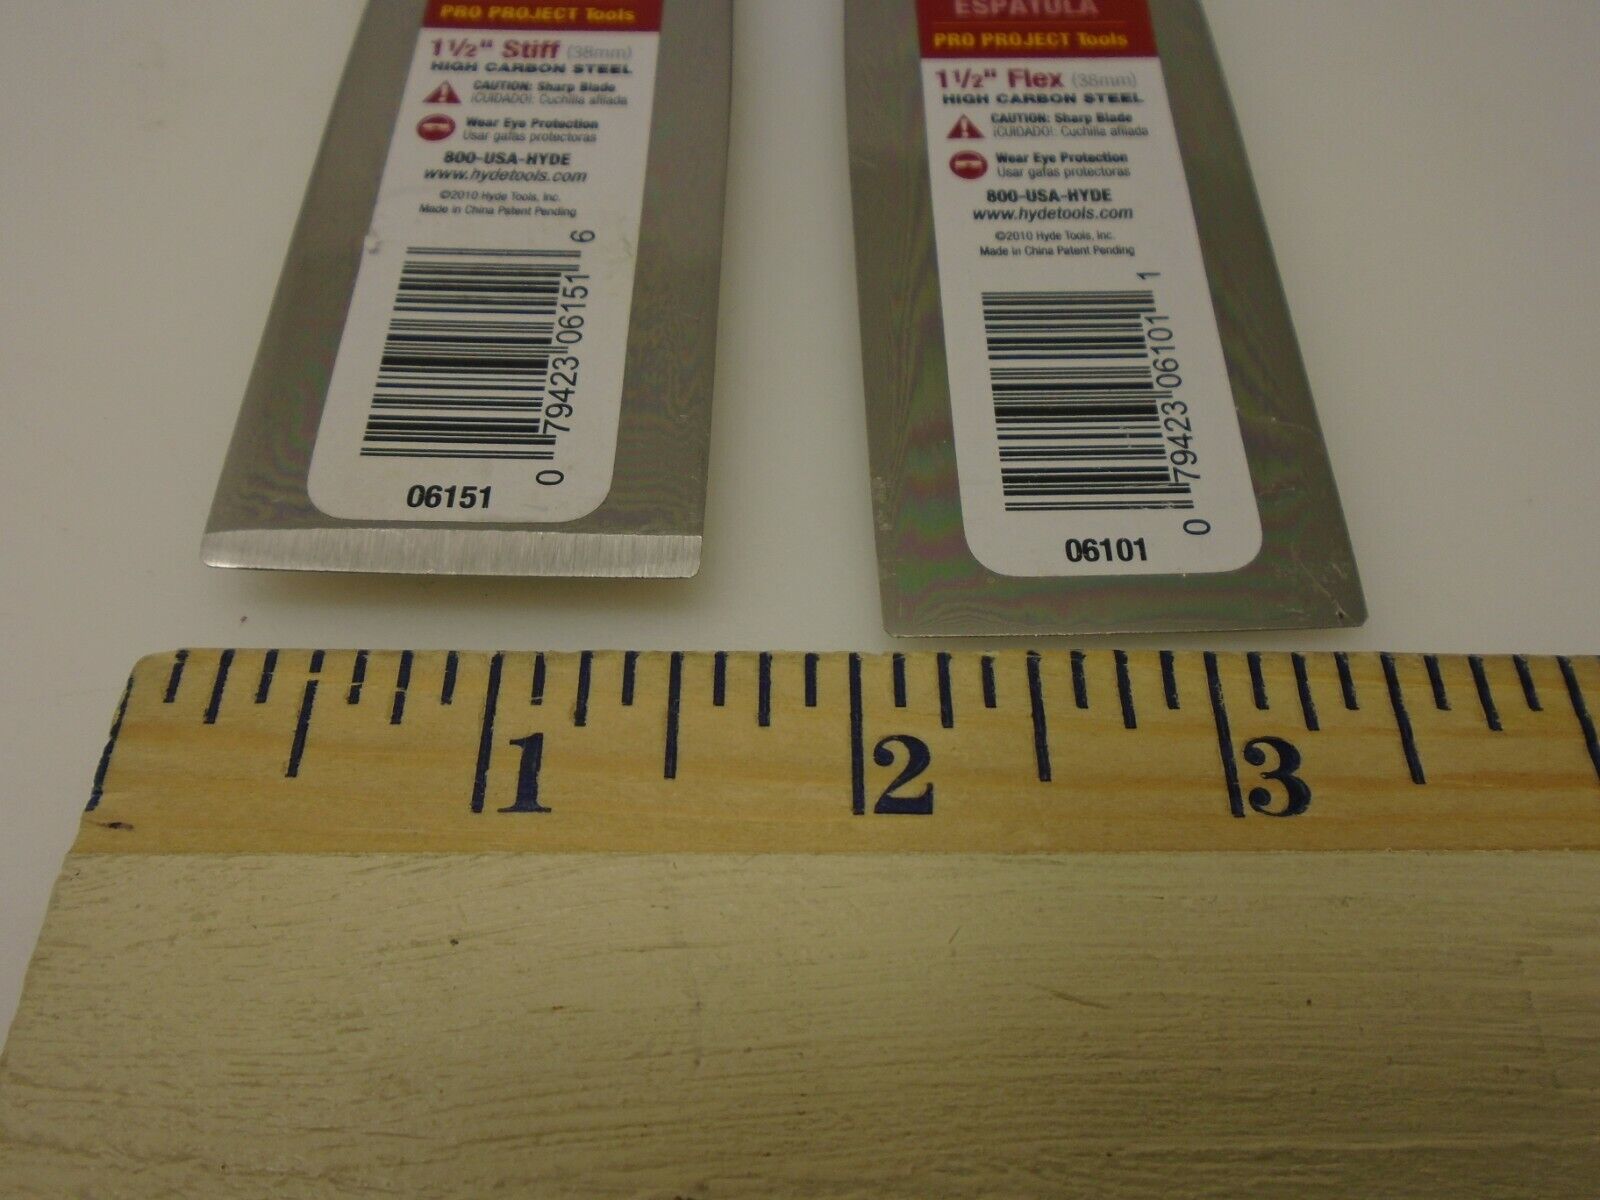 PRO PROJECT Tools
1 1/2" Stiff (38mm)
HIGH CARBON STEEL
CAUTION: Sharp Blade
¡CUIDADO!: Cuchilla afilada
Wear Eye Protection
Usar gafas protectoras
800-USA-HYDE
www.hydetools.com
©2010 Hyde Tools, Inc.
Made in China Patent Pending
0 79423 06151 6
06151
ESPATULA
PRO PROJECT Tools
1 1/2" Flex (38mm)
HIGH CARBON STEEL
CAUTION: Sharp Blade
¡CUIDADO!: Cuchilla afilada
Wear Eye Protection
Usar gafas protectoras
800-USA-HYDE
www.hydetools.com
©2010 Hyde Tools, Inc.
Made in China Patent Pending
0 79423 06101 1
06101
1 2 3